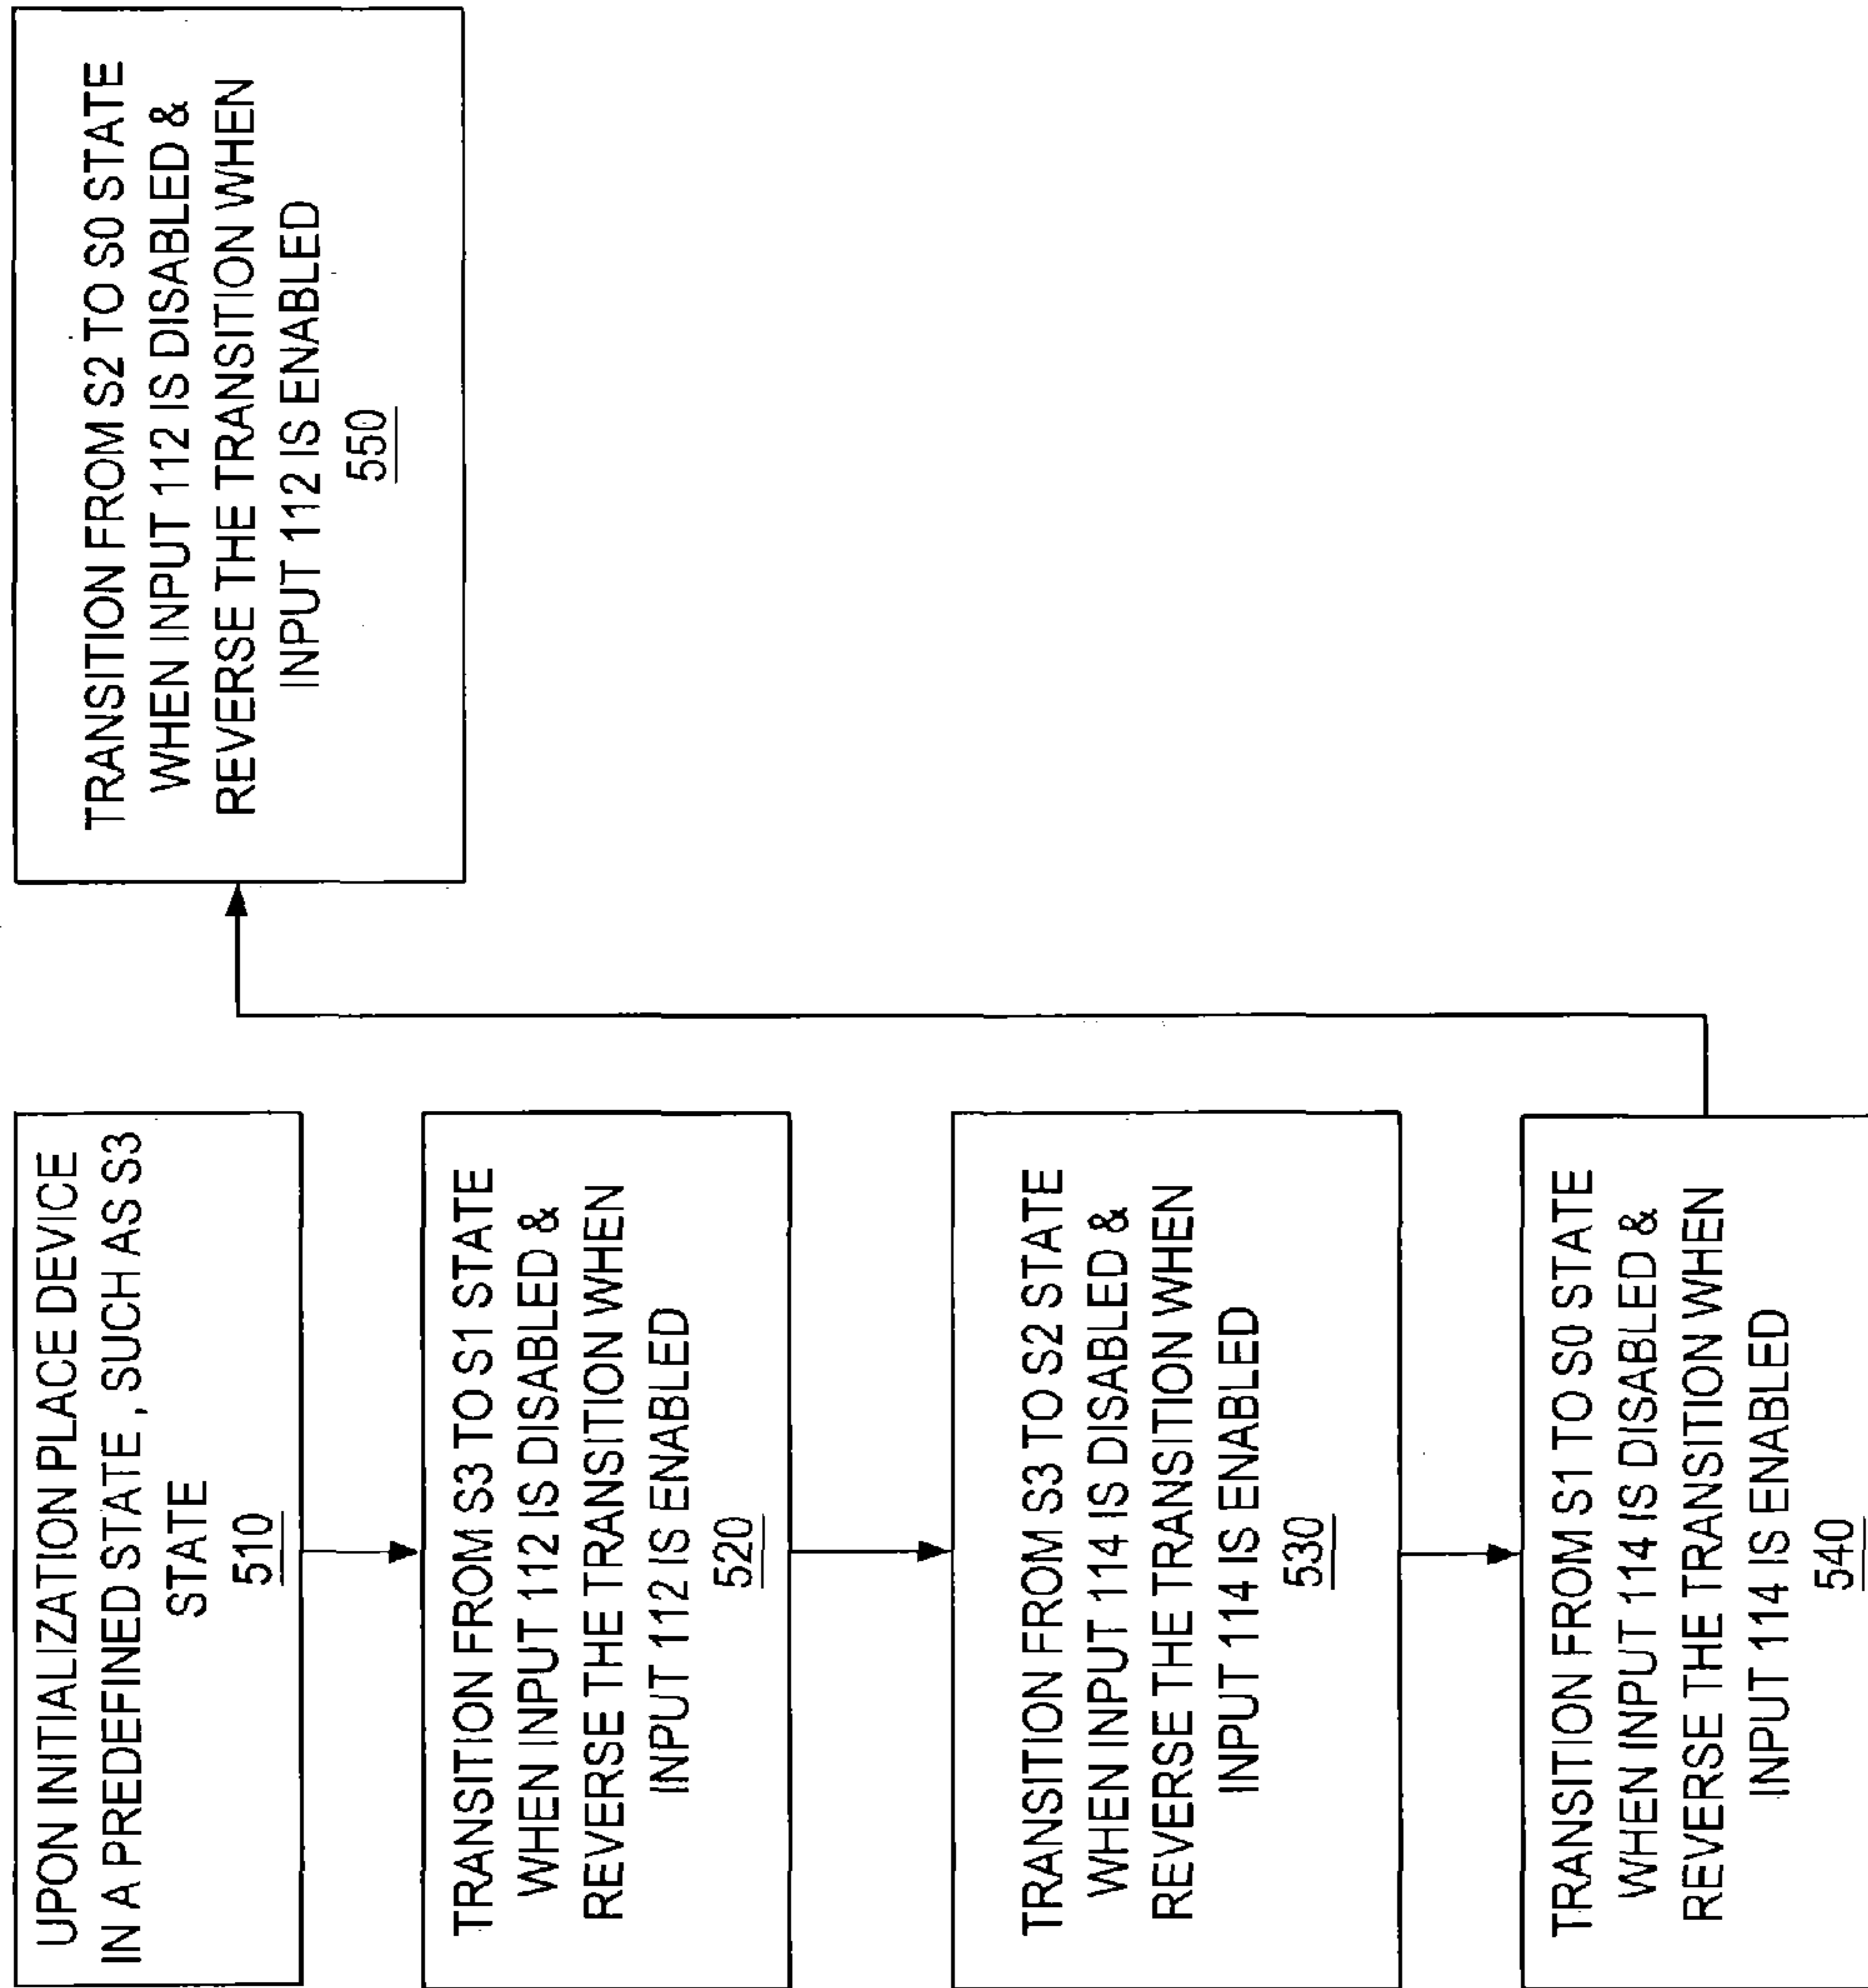 UPON INITIALIZATION PLACE DEVICE
IN A PREDEFINED STATE, SUCH AS S3
STATE
510
TRANSITION FROM S3 TO S1 STATE
WHEN INPUT 112 IS DISABLED &
REVERSE THE TRANSITION WHEN
INPUT 112 IS ENABLED
520
TRANSITION FROM S3 TO S2 STATE
WHEN INPUT 114 IS DISABLED &
REVERSE THE TRANSITION WHEN
INPUT 114 IS ENABLED
530
TRANSITION FROM S1 TO S0 STATE
WHEN INPUT 114 IS DISABLED &
REVERSE THE TRANSITION WHEN
INPUT 114 IS ENABLED
540
TRANSITION FROM S2 TO S0 STATE
WHEN INPUT 112 IS DISABLED &
REVERSE THE TRANSITION WHEN
INPUT 112 IS ENABLED
550